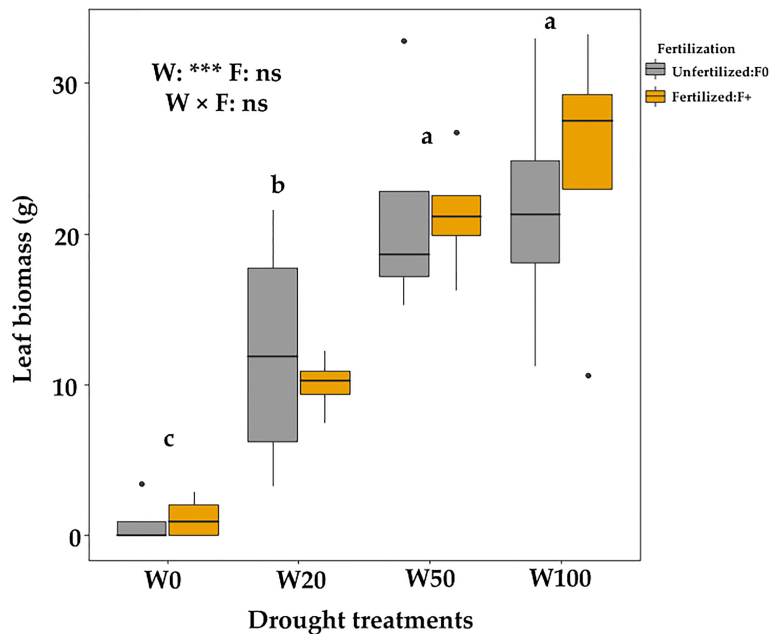 W: *** F: ns
W × F: ns
a
a
b
c
Fertilization
Unfertilized:F0
Fertilized:F+
Leaf biomass (g)
30
20
10
0
W0 W20 W50 W100
Drought treatments